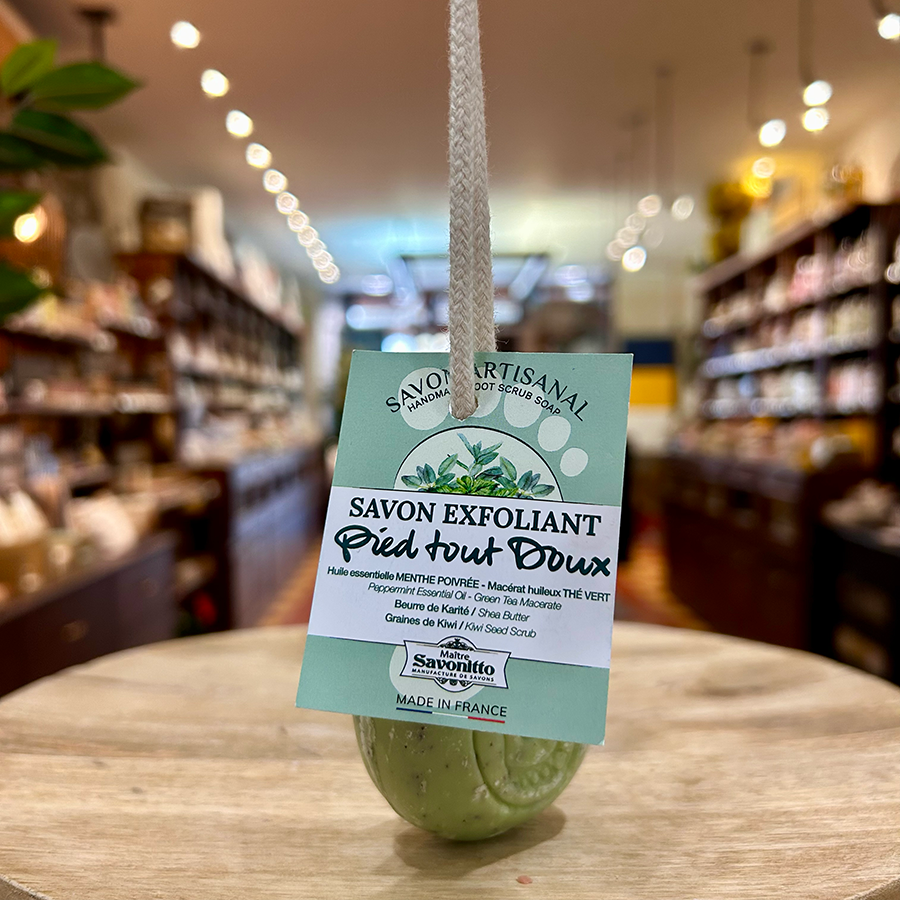 SAVON ARTISANAL
HANDMA OOT SCRUB SOAP
SAVON EXFOLIANT
Pied tout Doux
Huile essentielle MENTHE POIVRÉE - Macérat huileux THÉ VERT
Peppermint Essential Oil - Green Tea Macerate
Beurre de Karité / Shea Butter
Graines de Kiwi / Kiwi Seed Scrub
Maître
Savonitto
MANUFACTURE DE SAVONS
MADE IN FRANCE